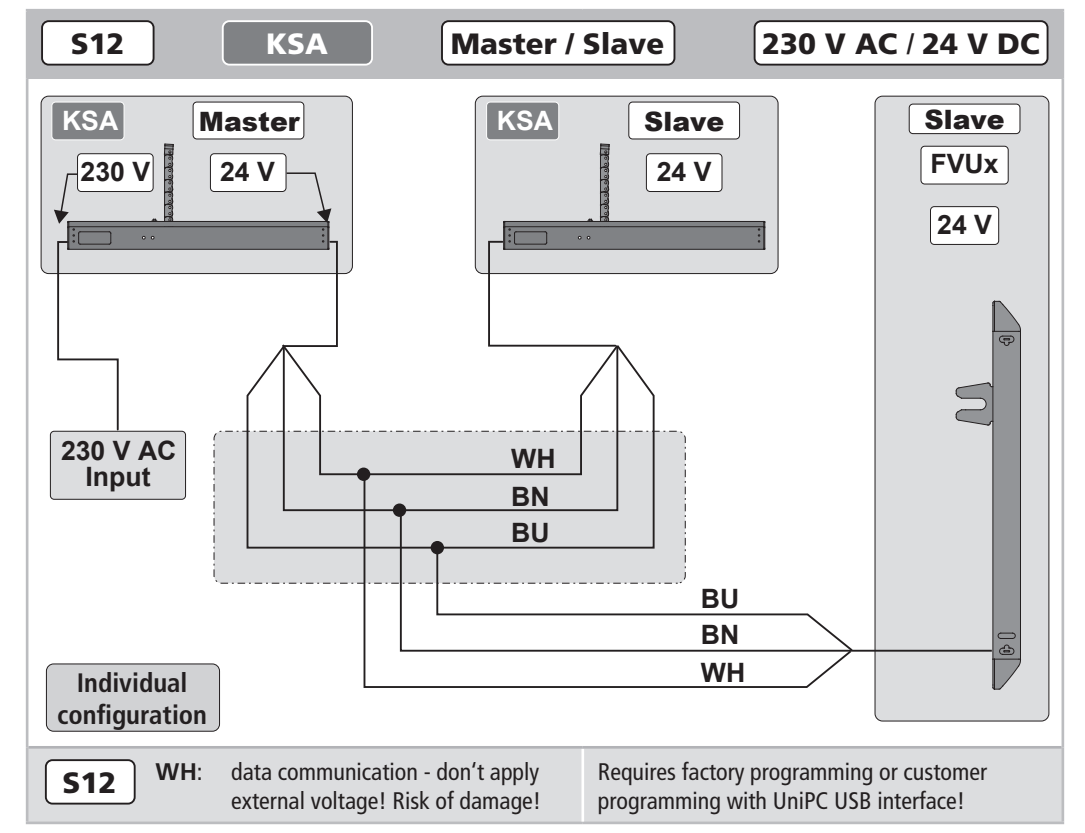 S12 KSA Master / Slave 230 V AC / 24 V DC
KSA Master
230 V 24 V
KSA Slave
24 V
Slave
FVUx
24 V
230 V AC
Input
WH
BN
BU
BU
BN
WH
Individual
configuration
S12
WH: data communication - don't apply
external voltage! Risk of damage!
Requires factory programming or customer
programming with UniPC USB interface!